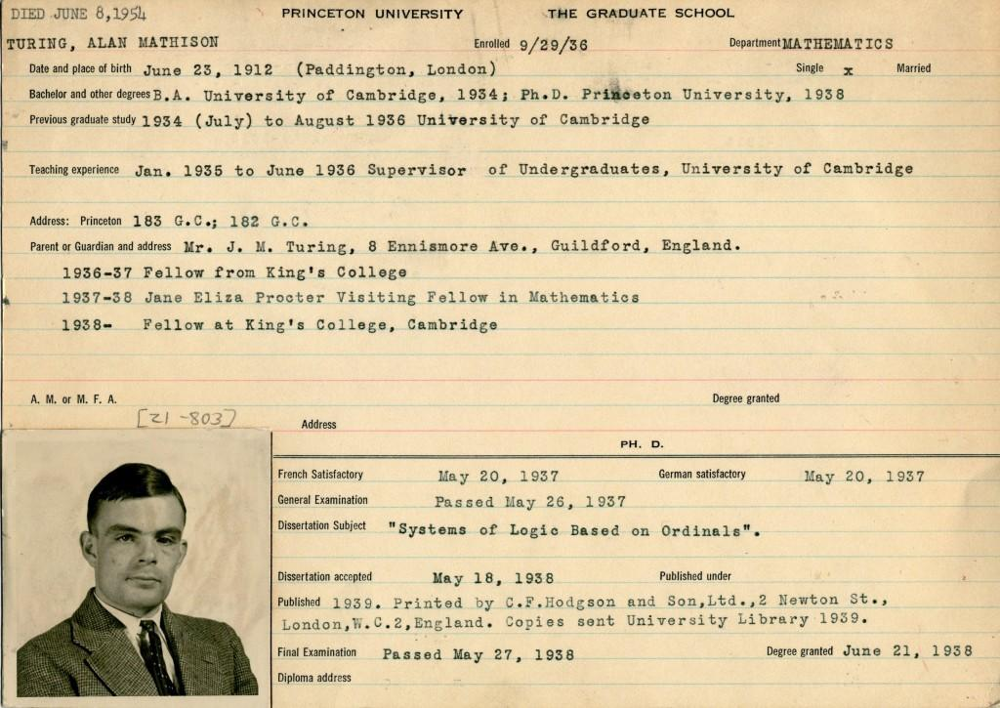 DIED JUNE 8,1954 PRINCETON UNIVERSITY THE GRADUATE SCHOOL
TURING, ALAN MATHISON Enrolled 9/29/36 Department MATHEMATICS
Date and place of birth June 23, 1912 (Paddington, London) Single x Married
Bachelor and other degrees B.A. University of Cambridge, 1934; Ph.D. Princeton University, 1938
Previous graduate study 1934 (July) to August 1936 University of Cambridge
Teaching experience Jan. 1935 to June 1936 Supervisor of Undergraduates, University of Cambridge
Address: Princeton 183 G.C.; 182 G.C.
Parent or Guardian and address Mr. J. M. Turing, 8 Ennismore Ave., Guildford, England.
1936-37 Fellow from King's College
1937-38 Jane Eliza Procter Visiting Fellow in Mathematics
1938- Fellow at King's College, Cambridge
A. M. or M. F. A. Degree granted
[21-803]
Address
PH. D.
French Satisfactory May 20, 1937 German satisfactory May 20, 1937
General Examination Passed May 26, 1937
Dissertation Subject "Systems of Logic Based on Ordinals".
Dissertation accepted May 18, 1938 Published under
Published 1939. Printed by C.F.Hodgson and Son,Ltd.,2 Newton St.,
London,W.C.2,England. Copies sent University Library 1939.
Final Examination Passed May 27, 1938 Degree granted June 21, 1938
Diploma address